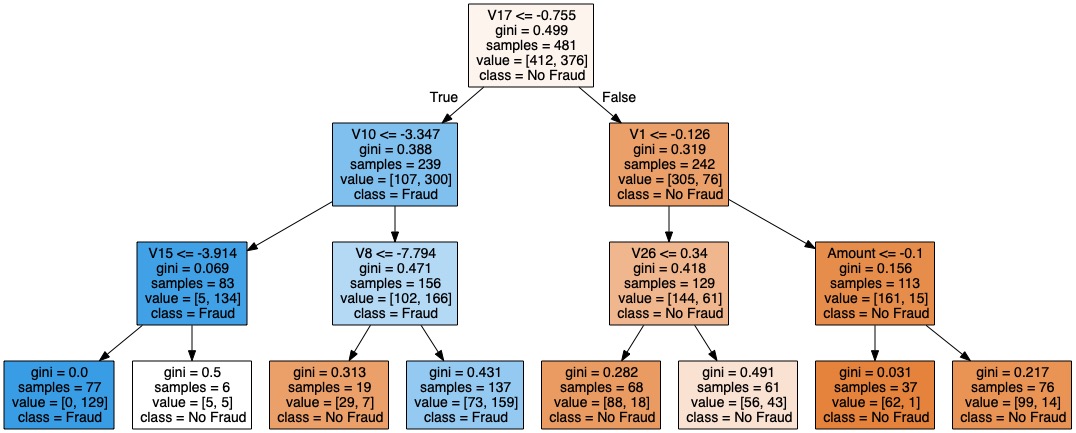 V17 <= -0.755
gini = 0.499
samples = 481
value = [412, 376]
class = No Fraud
True
False
V10 <= -3.347
gini = 0.388
samples = 239
value = [107, 300]
class = Fraud
V1 <= -0.126
gini = 0.319
samples = 242
value = [305, 76]
class = No Fraud
V15 <= -3.914
gini = 0.069
samples = 83
value = [5, 134]
class = Fraud
V8 <= -7.794
gini = 0.471
samples = 156
value = [102, 166]
class = Fraud
V26 <= 0.34
gini = 0.418
samples = 129
value = [144, 61]
class = No Fraud
Amount <= -0.1
gini = 0.156
samples = 113
value = [161, 15]
class = No Fraud
gini = 0.0
samples = 77
value = [0, 129]
class = Fraud
gini = 0.5
samples = 6
value = [5, 5]
class = No Fraud
gini = 0.313
samples = 19
value = [29, 7]
class = No Fraud
gini = 0.431
samples = 137
value = [73, 159]
class = Fraud
gini = 0.282
samples = 68
value = [88, 18]
class = No Fraud
gini = 0.491
samples = 61
value = [56, 43]
class = No Fraud
gini = 0.031
samples = 37
value = [62, 1]
class = No Fraud
gini = 0.217
samples = 76
value = [99, 14]
class = No Fraud